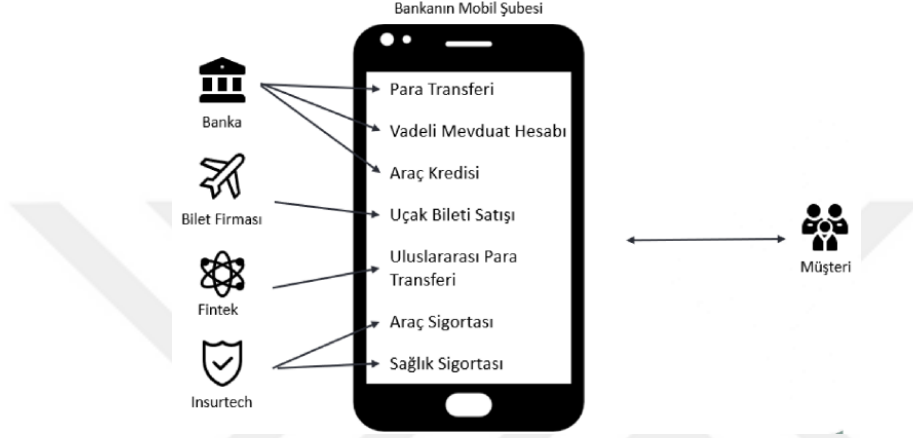 Bankanın Mobil Şubesi
Banka
Bilet Firması
Fintek
Insurtech
Para Transferi
Vadeli Mevduat Hesabı
Araç Kredisi
Uçak Bileti Satışı
Uluslararası Para
Transferi
Araç Sigortası
Sağlık Sigortası
Müşteri